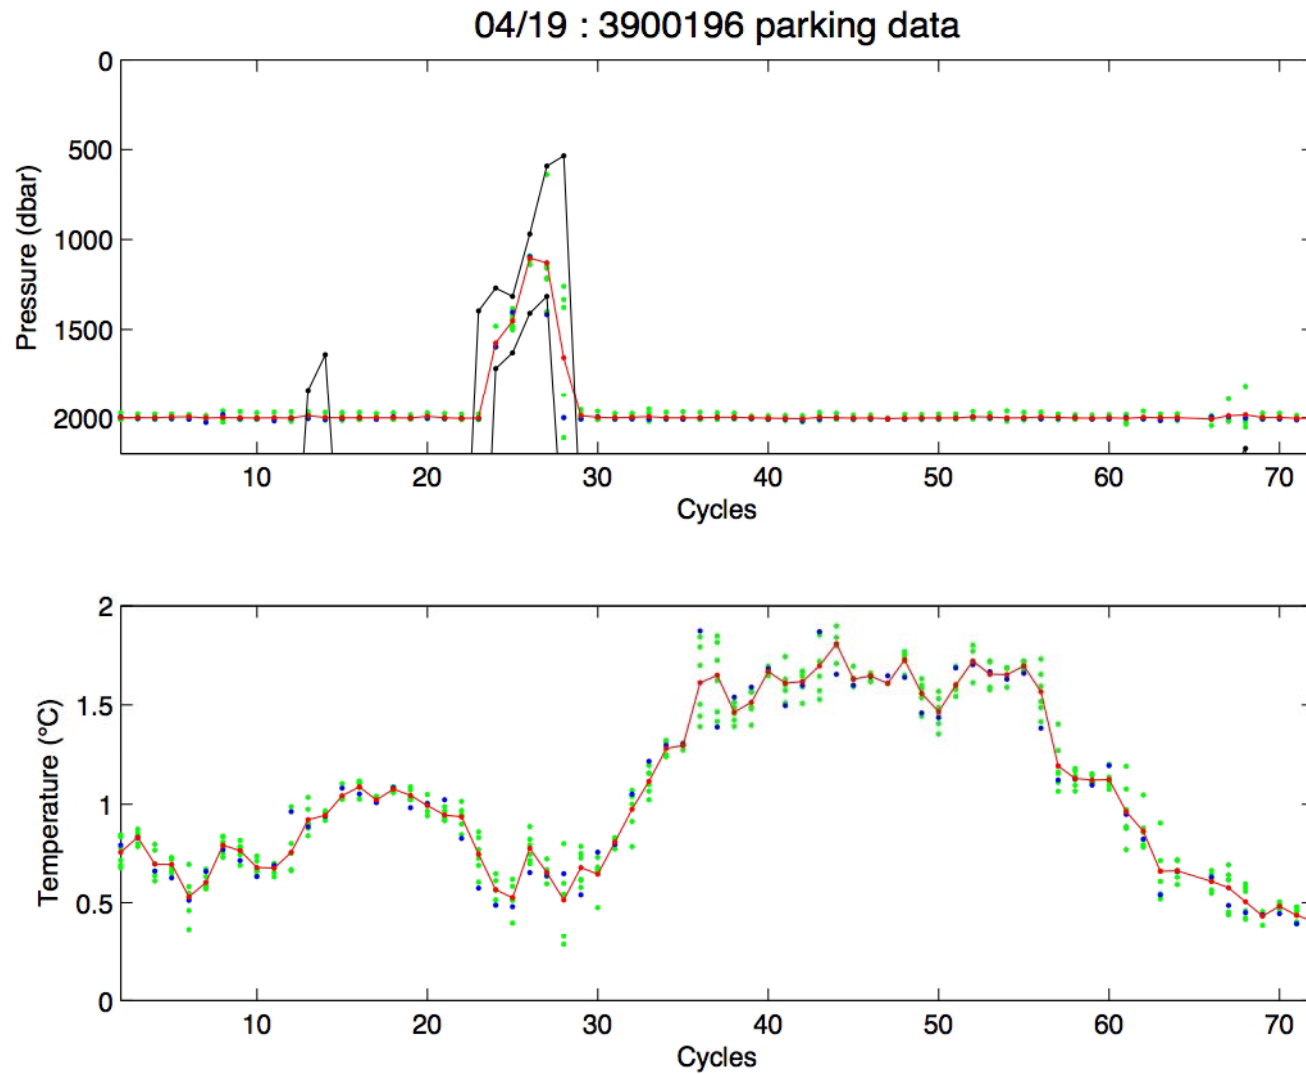 04/19 : 3900196 parking data
Pressure (dbar)
0
500
1000
1500
2000
10 20 30 40 50 60 70
Cycles
Temperature (°C)
2
1.5
1
0.5
0
10 20 30 40 50 60 70
Cycles